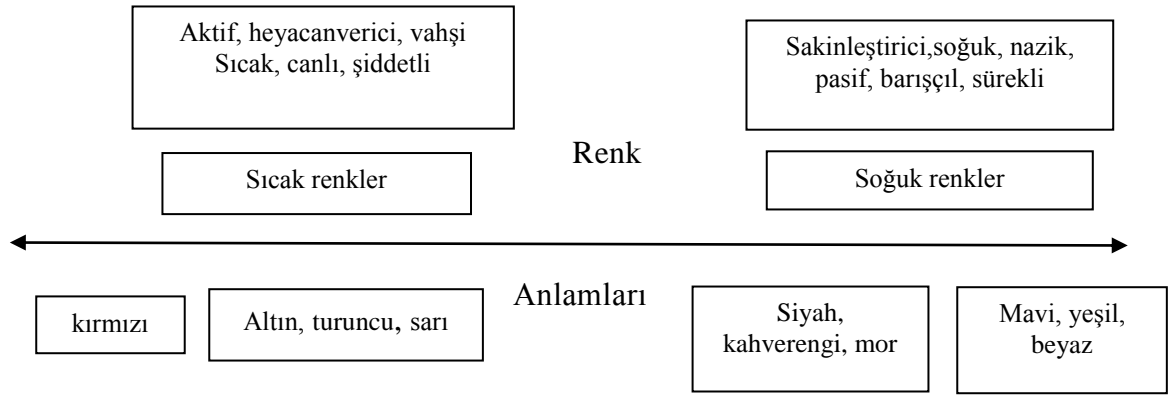 Aktif, heyacanverici, vahşi
Sıcak, canlı, şiddetli
Sakinleştirici,soğuk, nazik,
pasif, barışçıl, sürekli
Renk
Sıcak renkler
Soğuk renkler
Anlamları
kırmızı
Altın, turuncu, sarı
Siyah,
kahverengi, mor
Mavi, yeşil,
beyaz